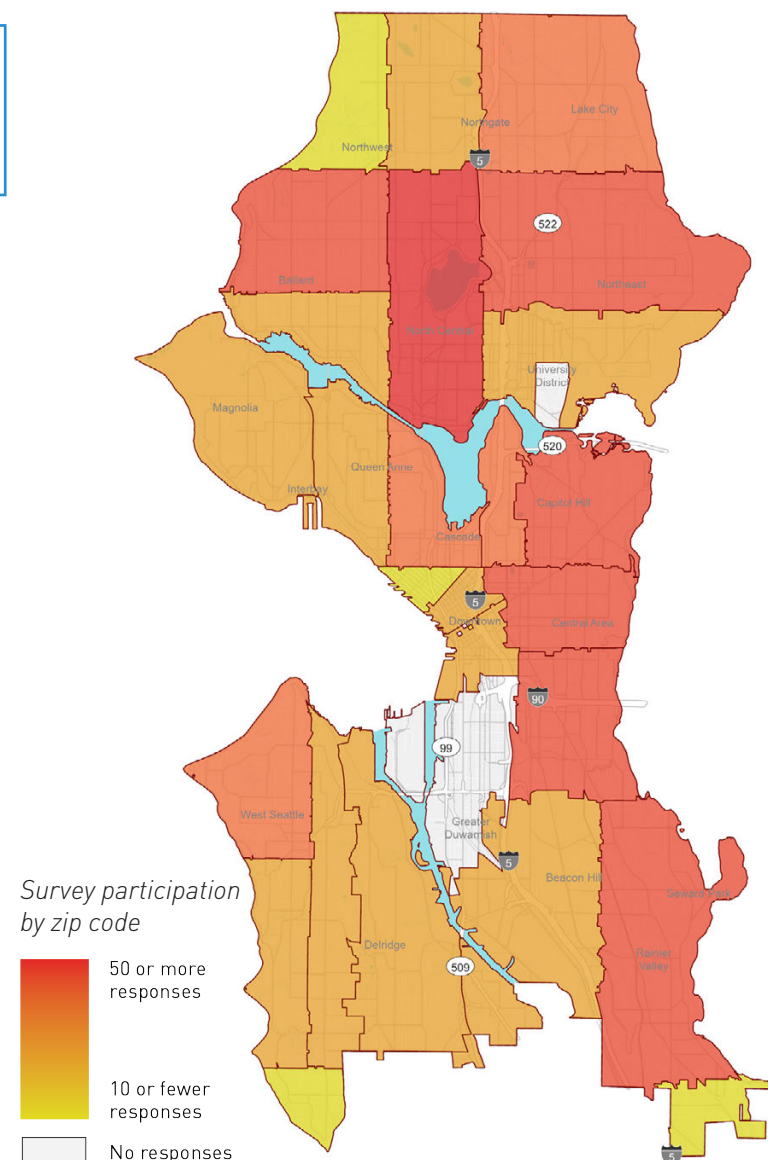 Lake City
Northgate
Northwest
5
522
Ballard
Northeast
North Central
University
District
Magnolia
520
Queen Anne
Interbay
Capitol Hill
Cascade
5
Downtown
Central Area
90
99
West Seattle
Greater
Duwamish
5
Beacon Hill
Seward Park
Survey participation
by zip code
Delridge
Rainier
Valley
509
50 or more
responses
10 or fewer
responses
No responses
5